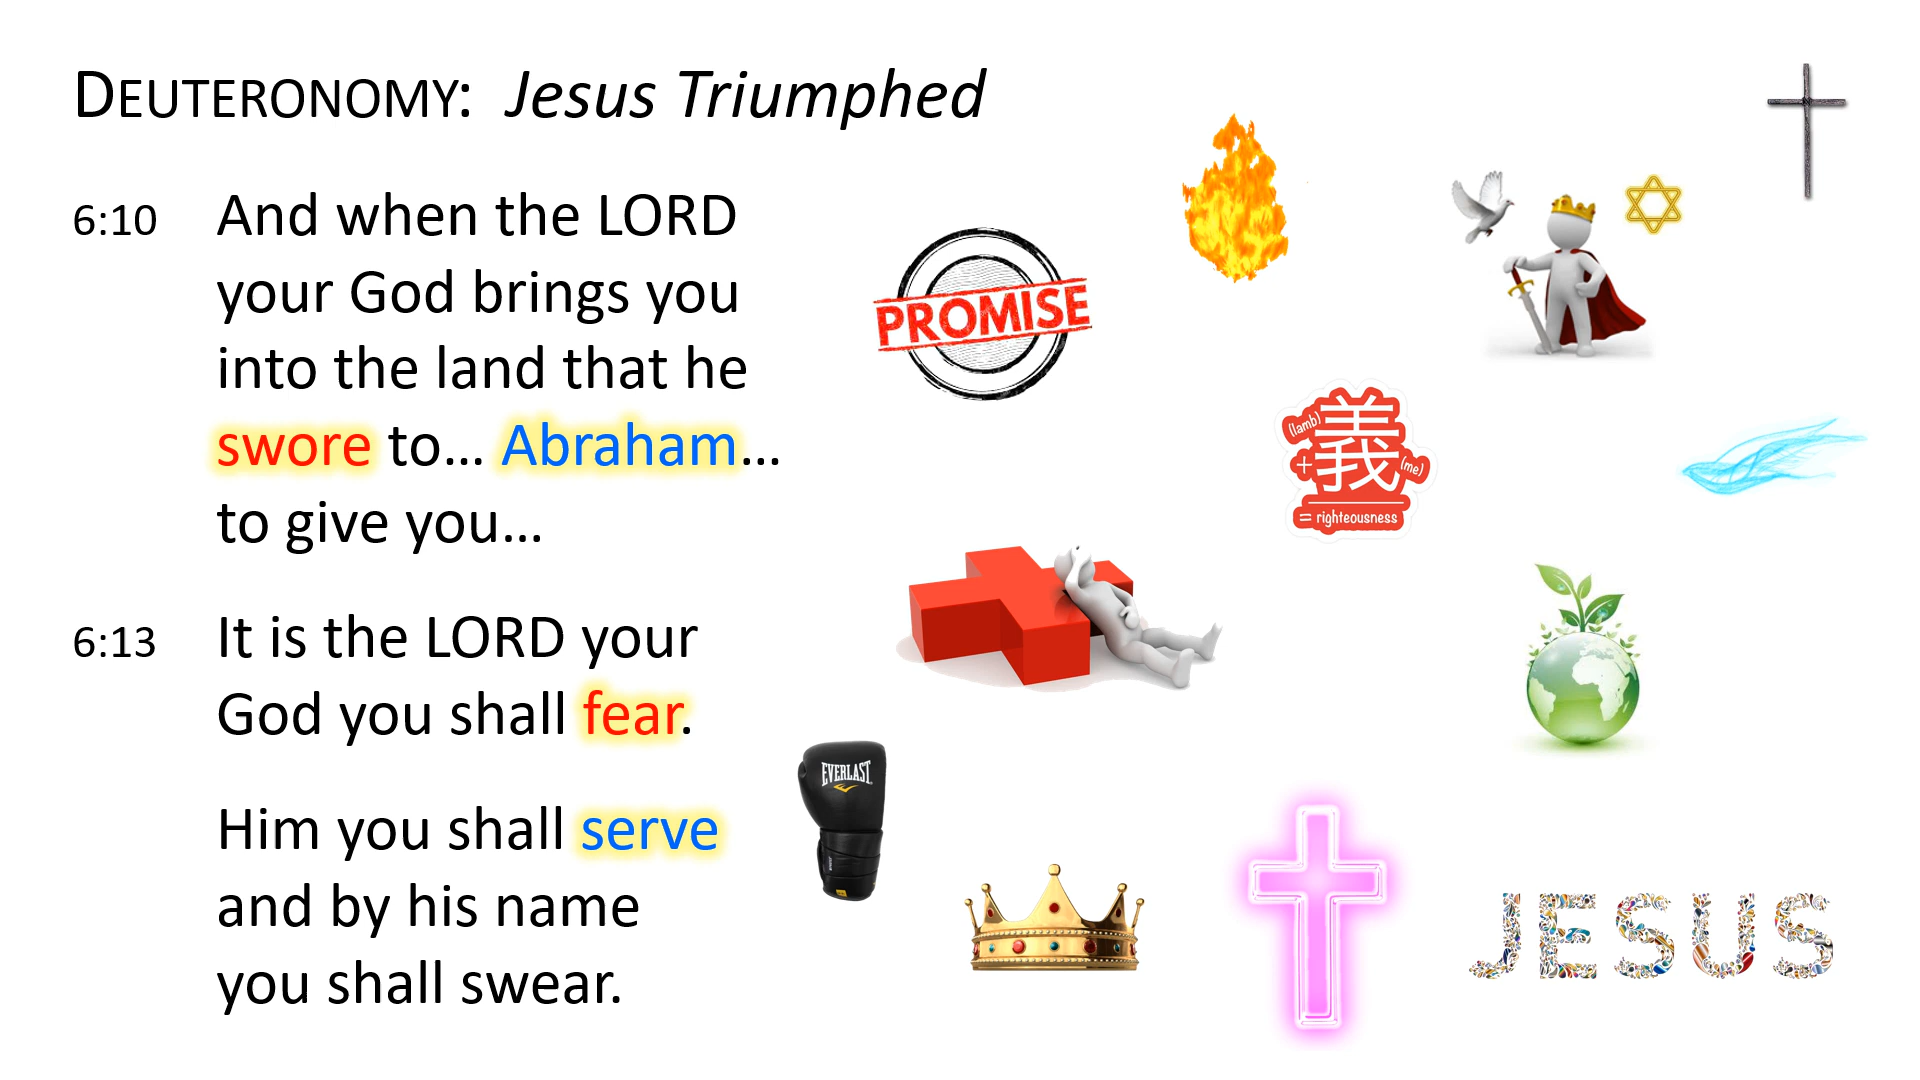 DEUTERONOMY: Jesus Triumphed
6:10 And when the LORD
your God brings you
into the land that he
swore to… Abraham…
to give you…
6:13 It is the LORD your
God you shall fear.
Him you shall serve
and by his name
you shall swear.
PROMISE
(lamb)
+ 義 (me)
= righteousness
EVERLAST
JESUS